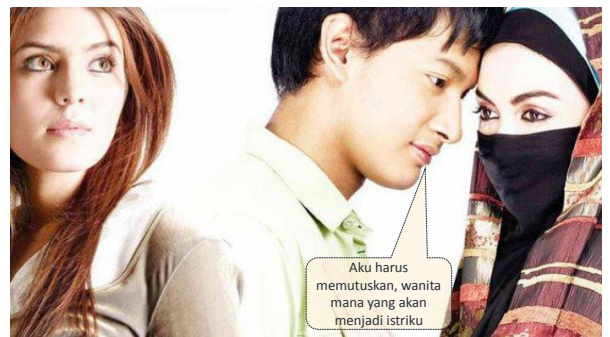 Aku harus
memutuskan, wanita
mana yang akan
menjadi istriku